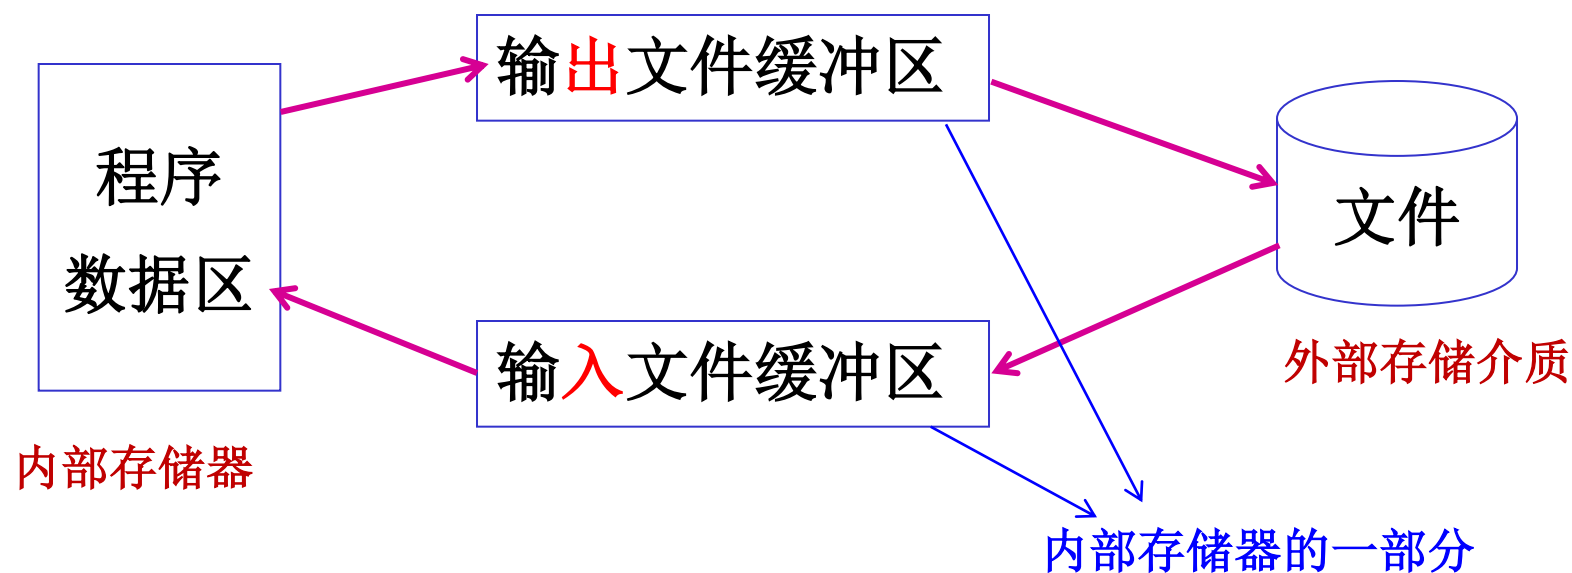 输出文件缓冲区
程序
数据区
文件
输入文件缓冲区
外部存储介质
内部存储器
内部存储器的一部分